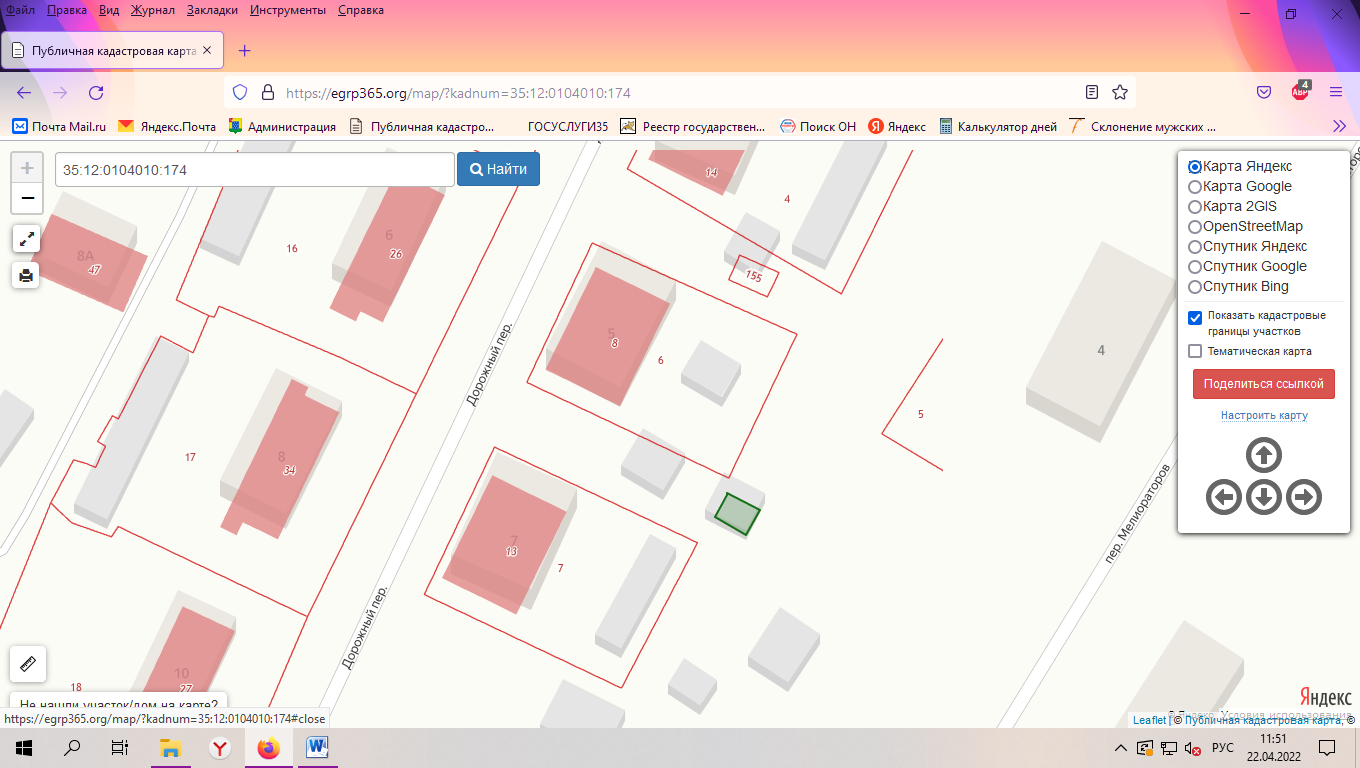 Файл Правка Вид Журнал Закладки Инструменты Справка
Публичная кадастровая карта
https://egrp365.org/map/?kadnum=35:12:0104010:174
4
ABP
Почта Mail.ru Яндекс.Почта Администрация Публичная кадастро... ГОСУСЛУГИ35 Реестр государствен... Поиск ОН Яндекс Калькулятор дней Склонение мужских ...
35:12:0104010:174
Найти
Карта Яндекс
Карта Google
Карта 2GIS
OpenStreetMap
Спутник Яндекс
Спутник Google
Спутник Bing
Показать кадастровые
границы участков
Тематическая карта
Поделиться ссылкой
Настроить карту
14
4
16
6
26
8А
47
155
5
8
6
4
Дорожный пер.
5
17
8
34
7
13
7
пер. Мелиораторов
Дорожный пер.
10
27
18
Не нашли участок/дом на карте?
https://egrp365.org/map/?kadnum=35:12:0104010:174#close
Яндекс
© Яндекс Условия использования
Leaflet | © Публичная кадастровая карта, ©
РУС
11:51
22.04.2022